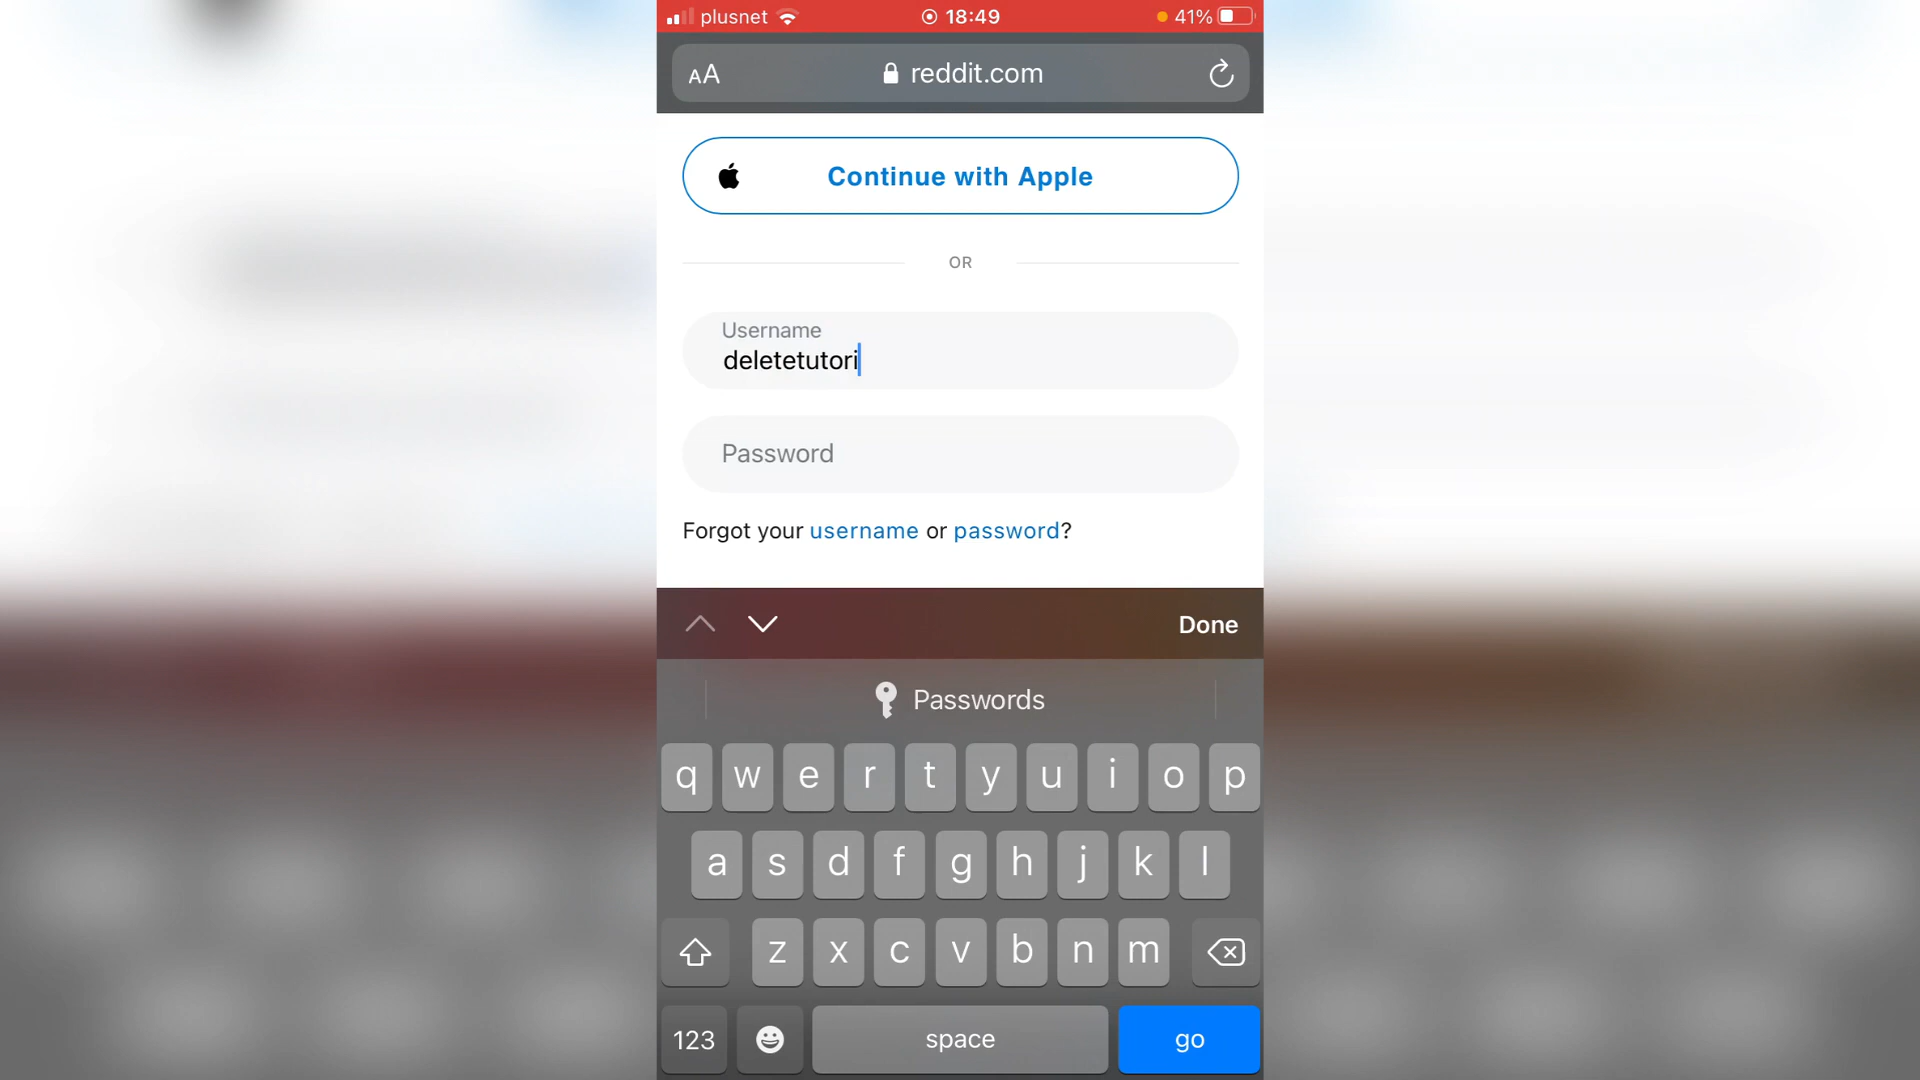 plusnet 18:49 41%
AA reddit.com
Continue with Apple
OR
Username
deletetutori
Password
Forgot your username or password?
Done
Passwords
q w e r t y u i o p
a s d f g h j k l
z x c v b n m
123 space go